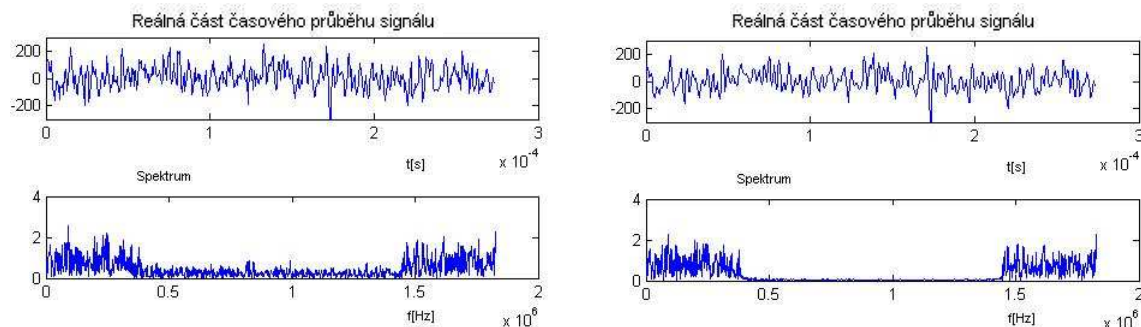 Reálná část časového průběhu signálu
200
0
-200
0 1 2 3
t[s]
x 10^-4
Spektrum
4
2
0
0 0.5 1 1.5 2
f[Hz]
x 10^6
Reálná část časového průběhu signálu
200
0
-200
0 1 2 3
t[s]
x 10^-4
Spektrum
4
2
0
0 0.5 1 1.5 2
f[Hz]
x 10^6